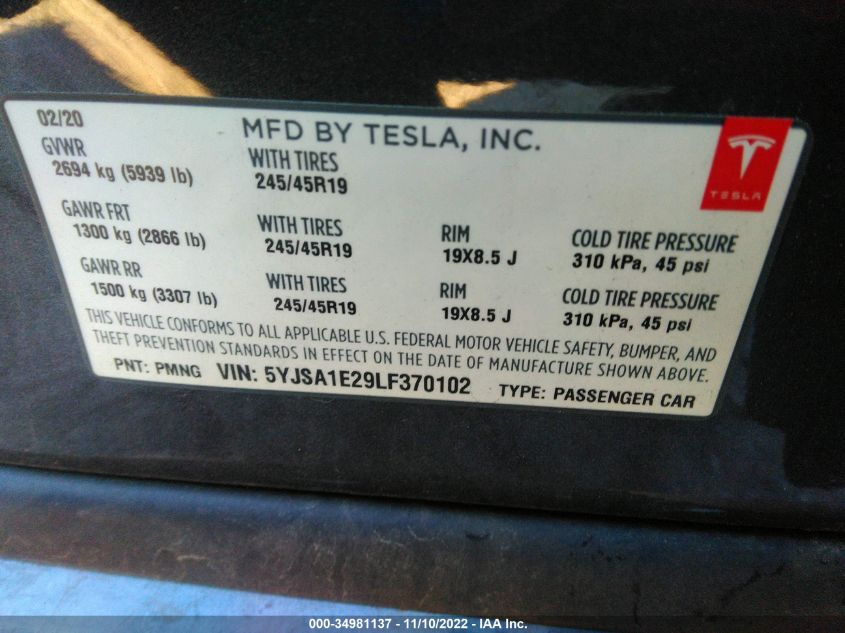 02/20
MFD BY TESLA, INC.
GVWR
2694 kg (5939 lb)
WITH TIRES
245/45R19
TESLA
GAWR FRT
1300 kg (2866 lb)
WITH TIRES
245/45R19
RIM
19X8.5 J
COLD TIRE PRESSURE
310 kPa, 45 psi
GAWR RR
1500 kg (3307 lb)
WITH TIRES
245/45R19
RIM
19X8.5 J
COLD TIRE PRESSURE
310 kPa, 45 psi
THIS VEHICLE CONFORMS TO ALL APPLICABLE U.S. FEDERAL MOTOR VEHICLE SAFETY, BUMPER, AND
THEFT PREVENTION STANDARDS IN EFFECT ON THE DATE OF MANUFACTURE SHOWN ABOVE.
PNT: PMNG VIN: 5YJSA1E29LF370102 TYPE: PASSENGER CAR
000-34981137 - 11/10/2022 - IAA Inc.